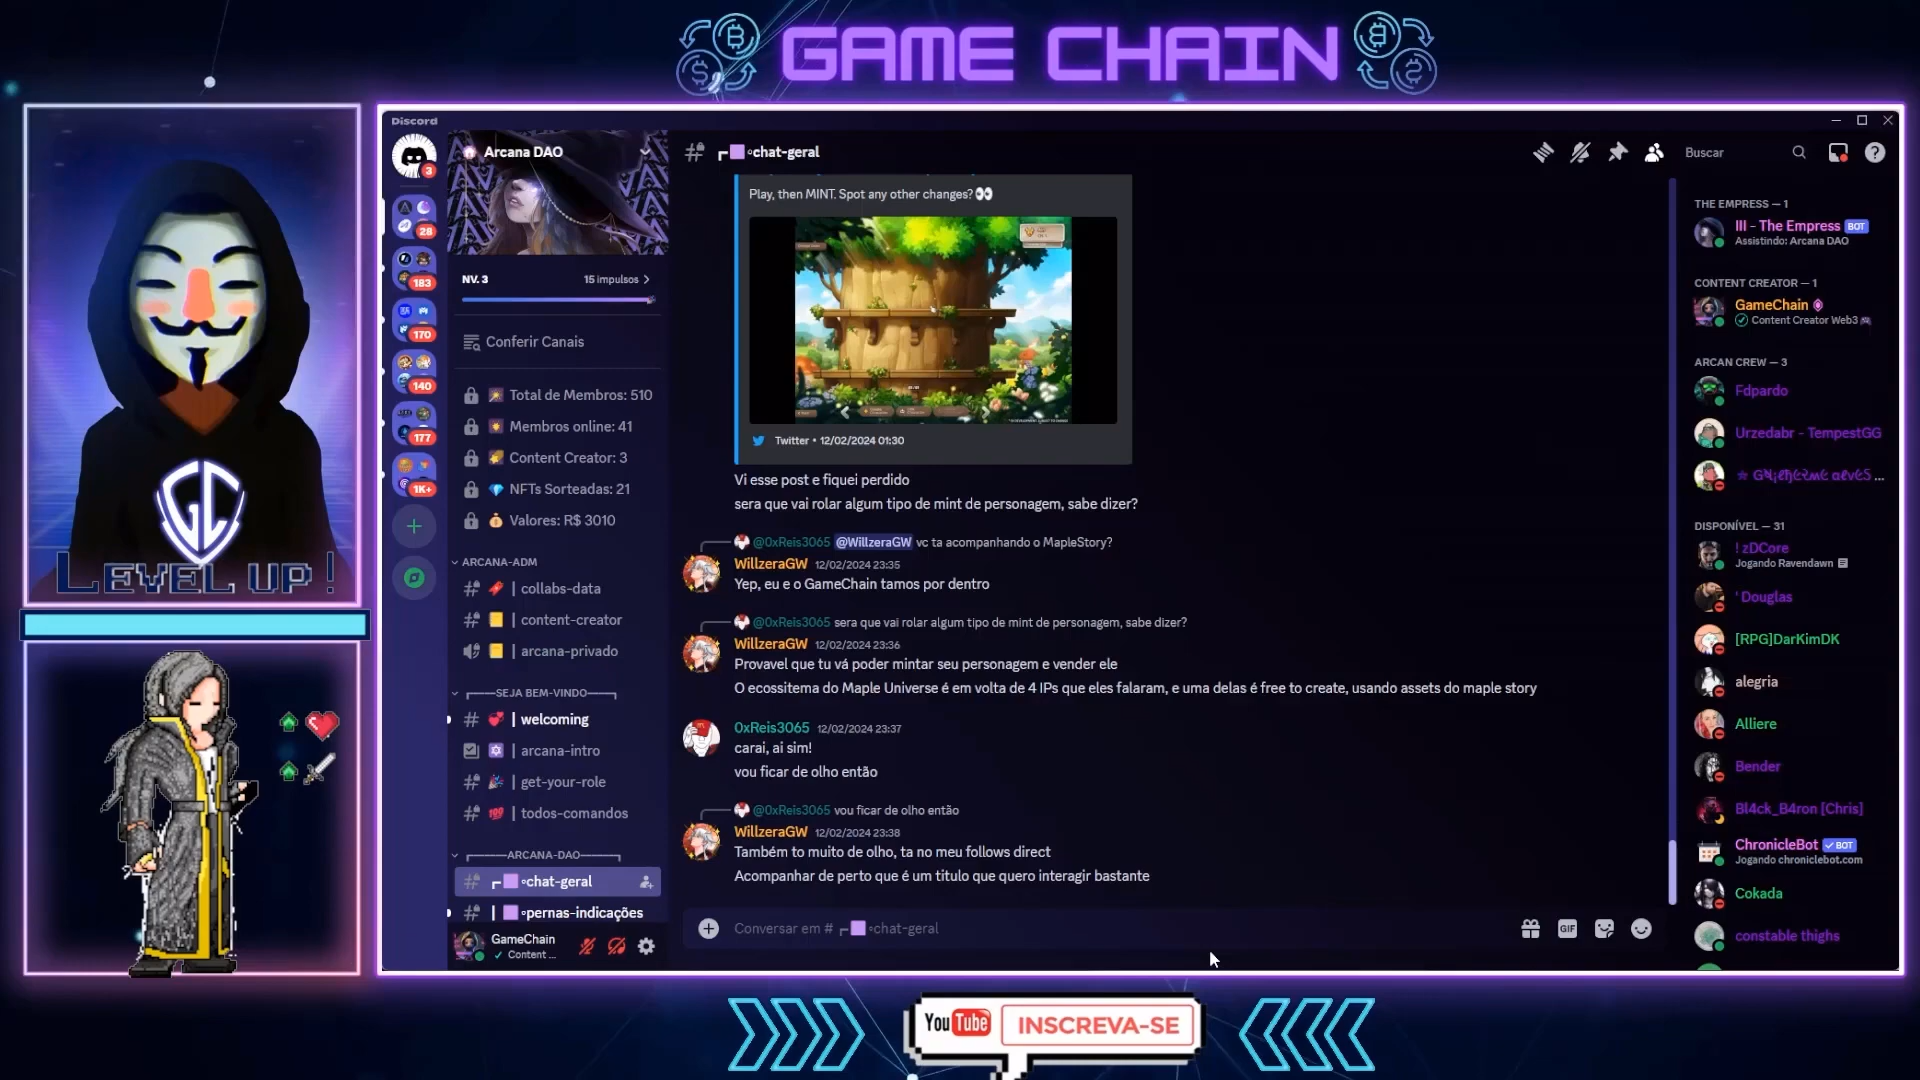 GAME CHAIN
Discord
Arcana DAO
chat-geral
Buscar
3
28
183
170
140
177
1K+
NV. 3
15 impulsos
Conferir Canais
Total de Membros: 510
Membros online: 41
Content Creator: 3
NFTs Sorteadas: 21
Valores: R$ 3010
ARCANA-ADM
collabs-data
content-creator
arcana-privado
SEJA BEM-VINDO
welcoming
arcana-intro
get-your-role
todos-comandos
ARCANA-DAO
chat-geral
pernas-indicações
GameChain
Content ...
Play, then MINT. Spot any other changes? 👀
Twitter • 12/02/2024 01:30
Vi esse post e fiquei perdido
sera que vai rolar algum tipo de mint de personagem, sabe dizer?
@0xReis3065 @WillzeraGW vc ta acompanhando o MapleStory?
WillzeraGW 12/02/2024 23:35
Yep, eu e o GameChain tamos por dentro
@0xReis3065 sera que vai rolar algum tipo de mint de personagem, sabe dizer?
WillzeraGW 12/02/2024 23:36
Provavel que tu vá poder mintar seu personagem e vender ele
O ecossitema do Maple Universe é em volta de 4 IPs que eles falaram, e uma delas é free to create, usando assets do maple story
0xReis3065 12/02/2024 23:37
carai, ai sim!
vou ficar de olho então
@0xReis3065 vou ficar de olho então
WillzeraGW 12/02/2024 23:38
Também to muito de olho, ta no meu follows direct
Acompanhar de perto que é um titulo que quero interagir bastante
Conversar em # chat-geral
GIF
THE EMPRESS — 1
III - The Empress BOT
Assistindo: Arcana DAO
CONTENT CREATOR — 1
GameChain
Content Creator Web3
ARCAN CREW — 3
Fdpardo
Urzedabr - TempestGG
DISPONÍVEL — 31
! zDCore
Jogando Ravendawn
' Douglas
[RPG]DarKimDK
alegria
Alliere
Bender
Bl4ck_B4ron [Chris]
ChronicleBot BOT
Jogando chroniclebot.com
Cokada
constable thighs
GC
LEVEL UP!
YouTube
INSCREVA-SE